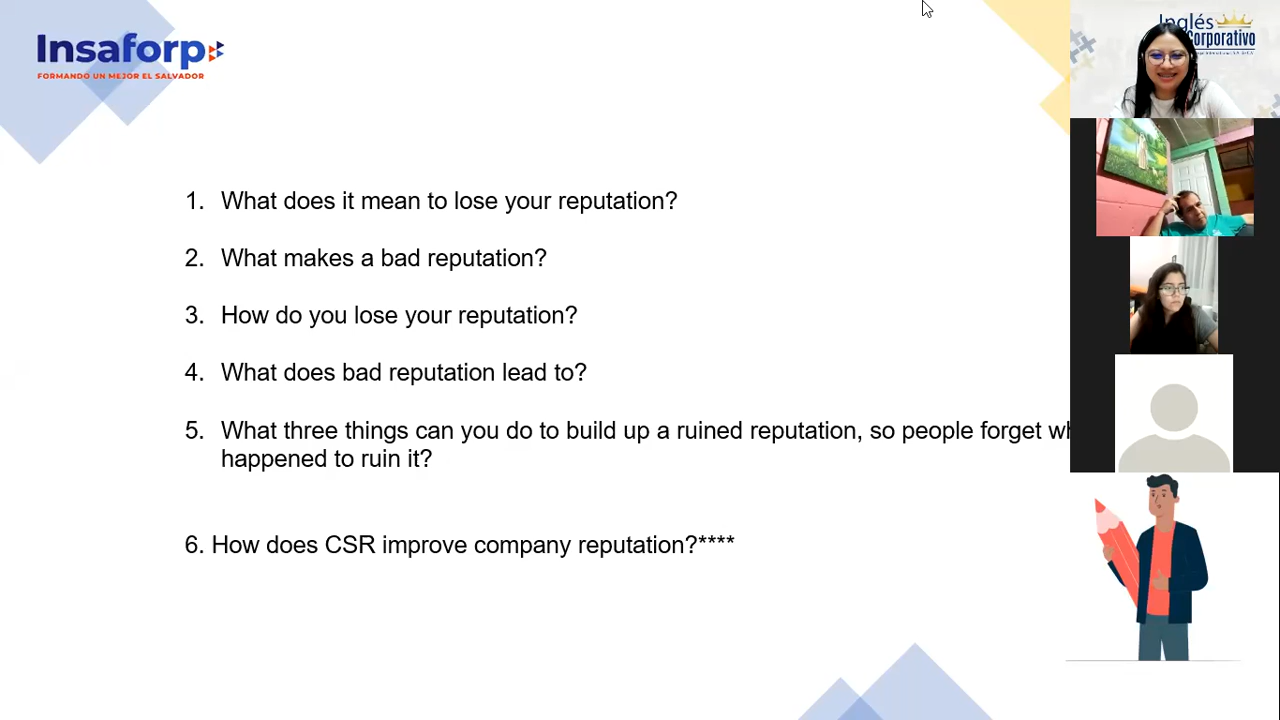 Insaforp
FORMANDO UN MEJOR EL SALVADOR
Inglés
Corporativo
1. What does it mean to lose your reputation?
2. What makes a bad reputation?
3. How do you lose your reputation?
4. What does bad reputation lead to?
5. What three things can you do to build up a ruined reputation, so people forget
happened to ruin it?
6. How does CSR improve company reputation?****